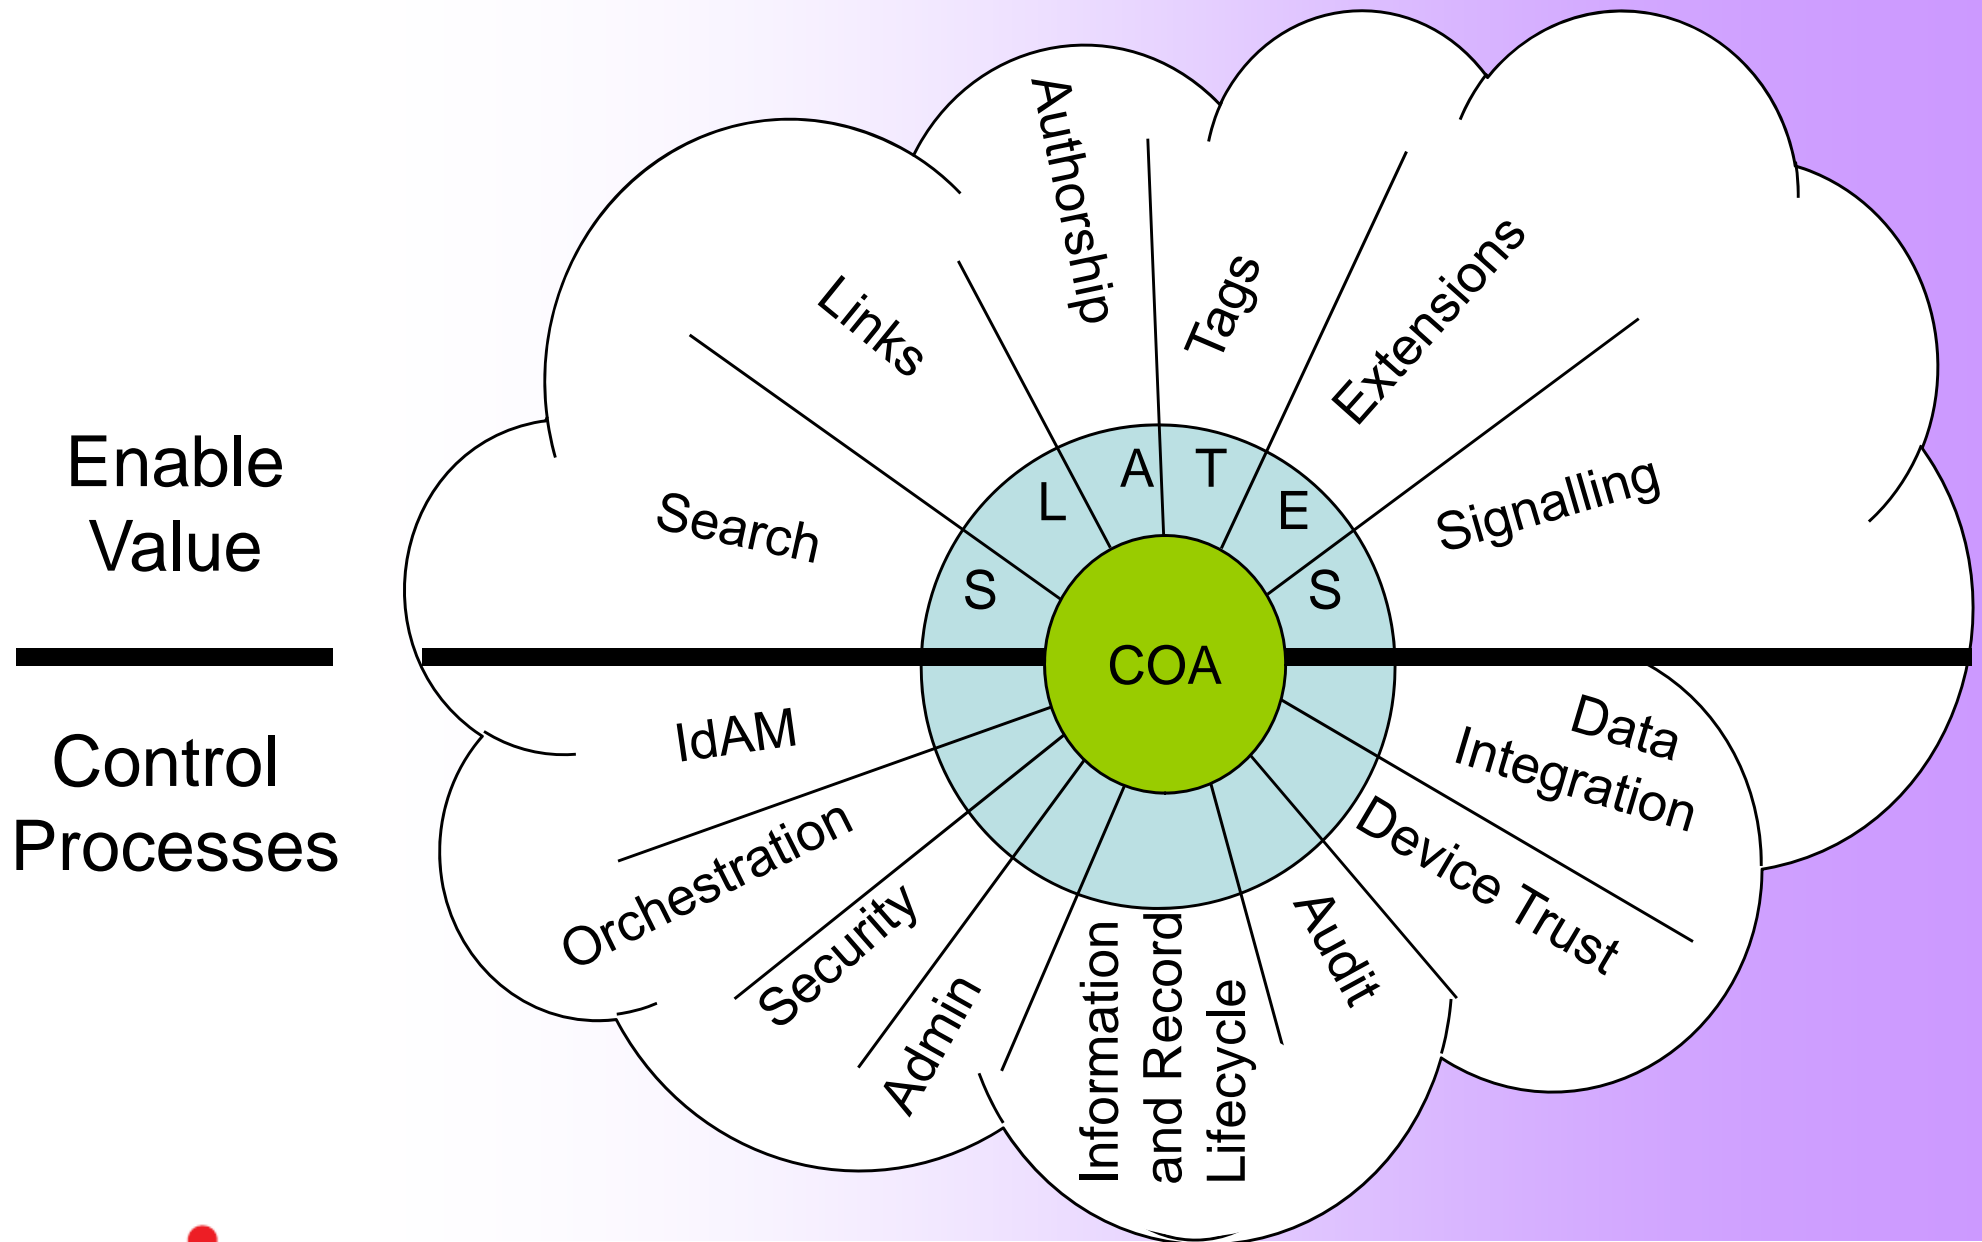 Enable
Value
Control
Processes
Search
Links
Authorship
Tags
Extensions
Signalling
S
L
A
T
E
S
COA
IdAM
Orchestration
Security
Admin
Information
and Record
Lifecycle
Audit
Device Trust
Data
Integration